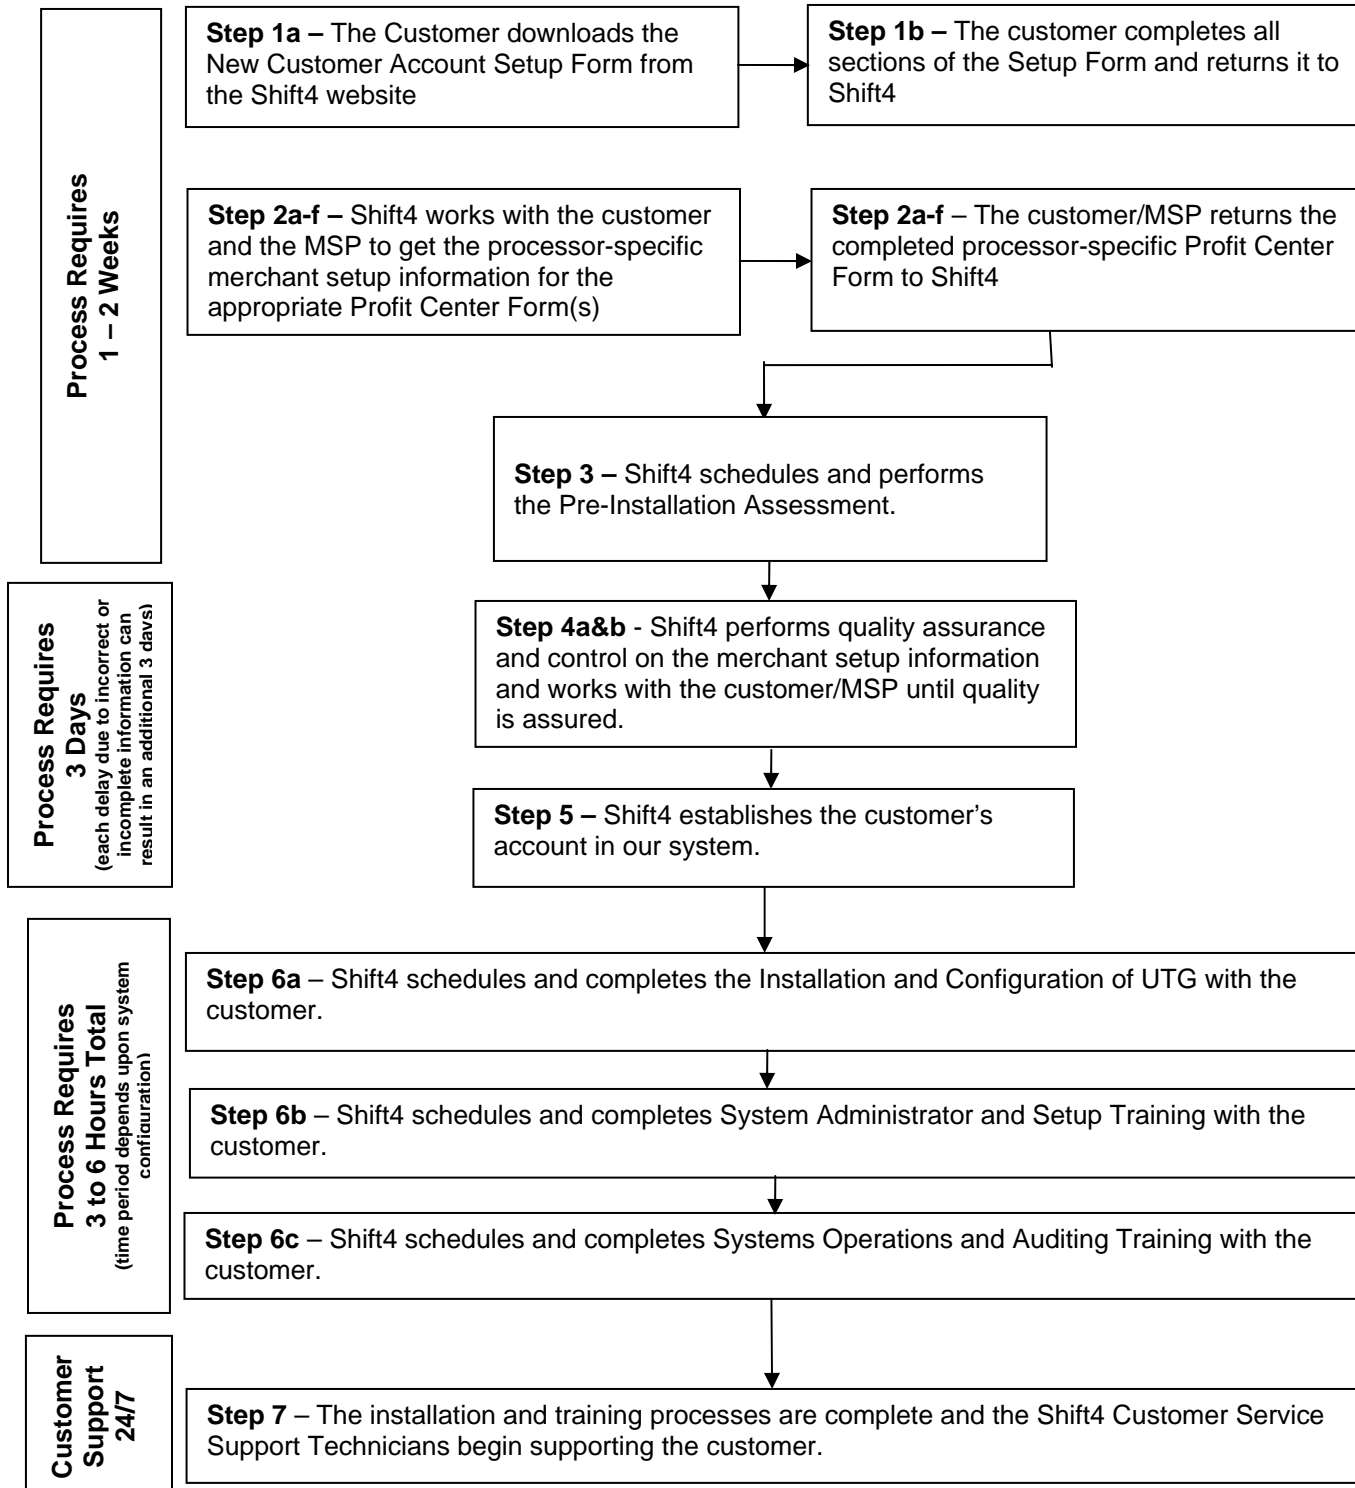 Step 1a – The Customer downloads the
New Customer Account Setup Form from
the Shift4 website
Step 1b – The customer completes all
sections of the Setup Form and returns it to
Shift4
Process Requires
1 – 2 Weeks
Step 2a-f – Shift4 works with the customer
and the MSP to get the processor-specific
merchant setup information for the
appropriate Profit Center Form(s)
Step 2a-f – The customer/MSP returns the
completed processor-specific Profit Center
Form to Shift4
Step 3 – Shift4 schedules and performs
the Pre-Installation Assessment.
Process Requires
3 Days
(each delay due to incorrect or
incomplete information can
result in an additional 3 days)
Step 4a&b - Shift4 performs quality assurance
and control on the merchant setup information
and works with the customer/MSP until quality
is assured.
Step 5 – Shift4 establishes the customer’s
account in our system.
Process Requires
3 to 6 Hours Total
(time period depends upon system
configuration)
Step 6a – Shift4 schedules and completes the Installation and Configuration of UTG with the
customer.
Step 6b – Shift4 schedules and completes System Administrator and Setup Training with the
customer.
Step 6c – Shift4 schedules and completes Systems Operations and Auditing Training with the
customer.
Customer
Support
24/7
Step 7 – The installation and training processes are complete and the Shift4 Customer Service
Support Technicians begin supporting the customer.